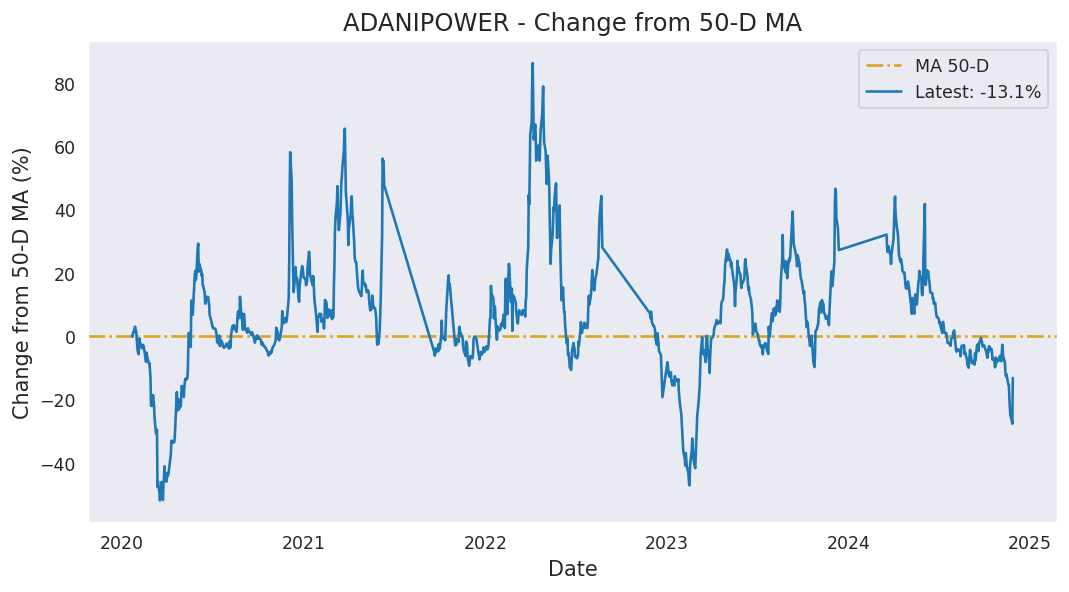 ADANIPOWER - Change from 50-D MA
MA 50-D
Latest: -13.1%
Change from 50-D MA (%)
80
60
40
20
0
−20
−40
2020
2021
2022
2023
2024
2025
Date